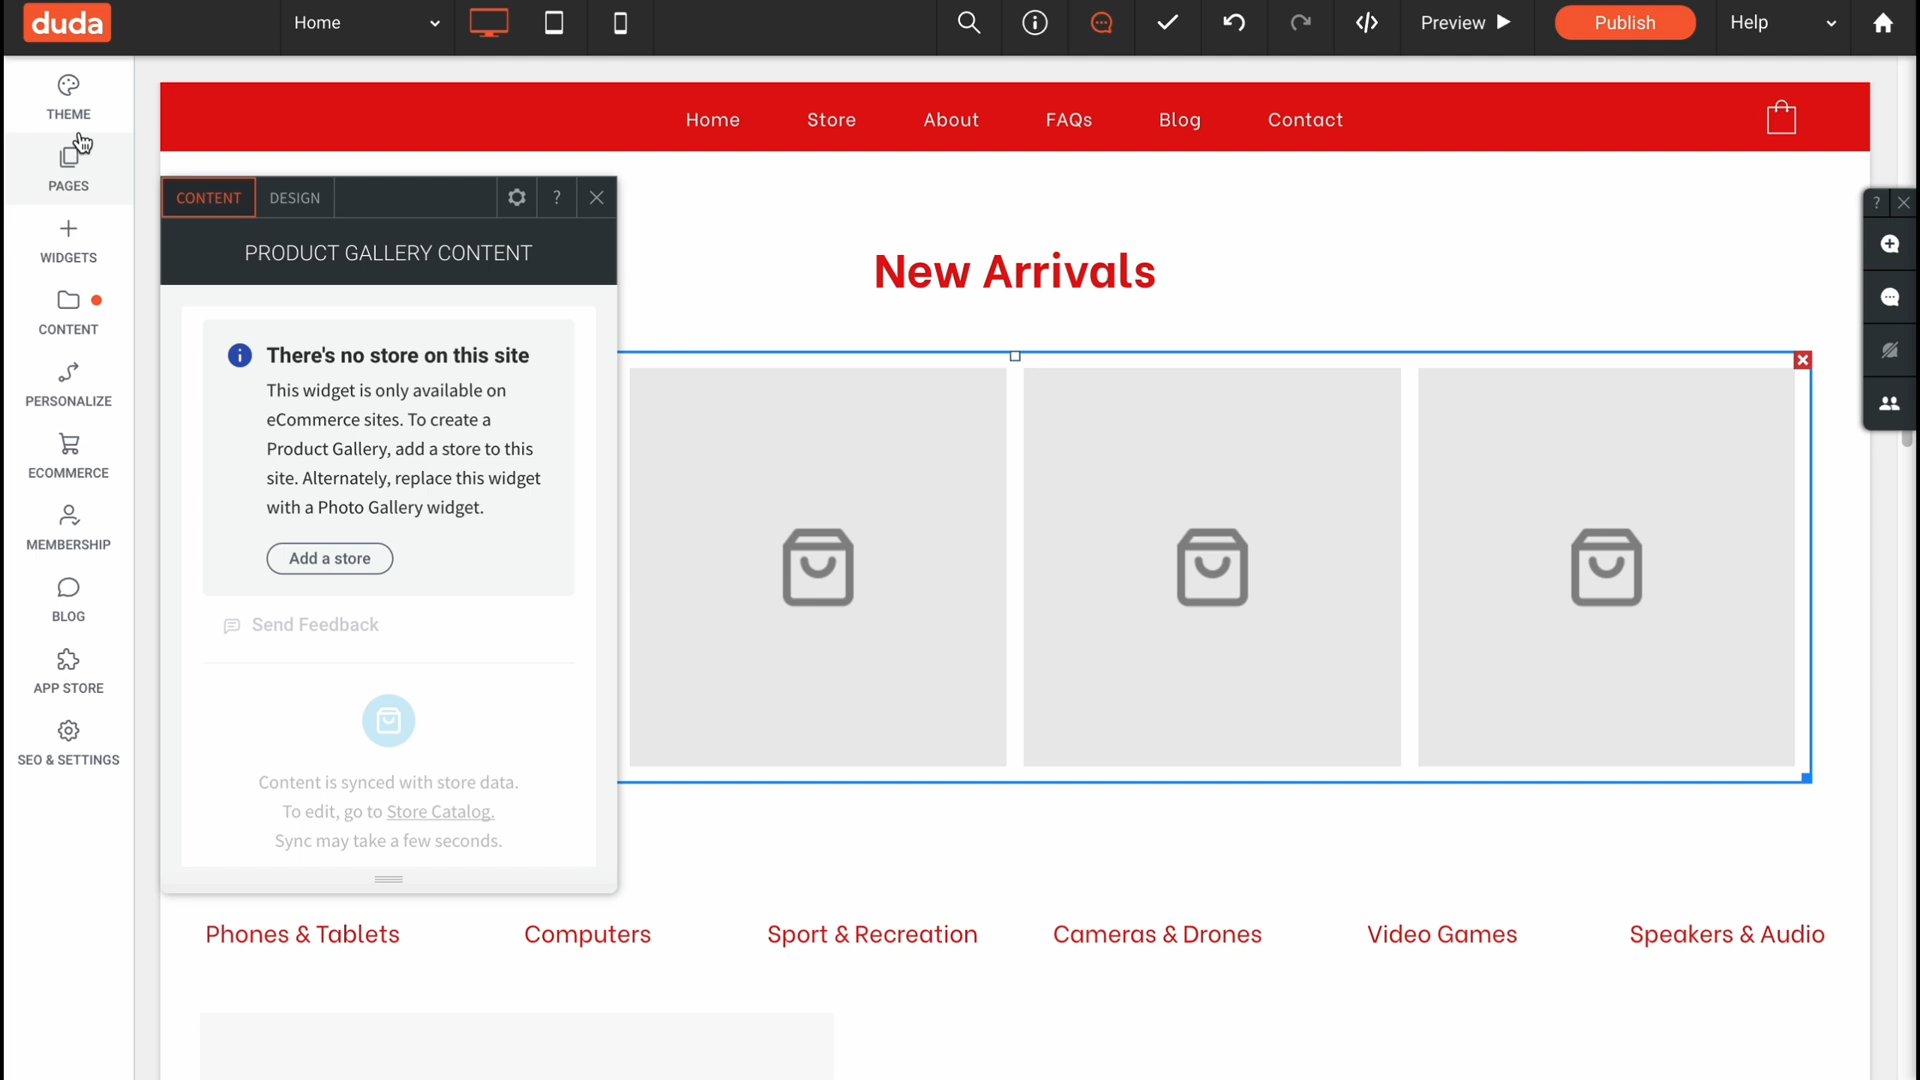 duda
Home
Preview
Publish
Help
THEME
PAGES
WIDGETS
CONTENT
PERSONALIZE
ECOMMERCE
MEMBERSHIP
BLOG
APP STORE
SEO & SETTINGS
Home Store About FAQs Blog Contact
CONTENT DESIGN ?
PRODUCT GALLERY CONTENT
There's no store on this site
This widget is only available on
eCommerce sites. To create a
Product Gallery, add a store to this
site. Alternately, replace this widget
with a Photo Gallery widget.
Add a store
Send Feedback
Content is synced with store data.
To edit, go to Store Catalog.
Sync may take a few seconds.
New Arrivals
?
Phones & Tablets Computers Sport & Recreation Cameras & Drones Video Games Speakers & Audio